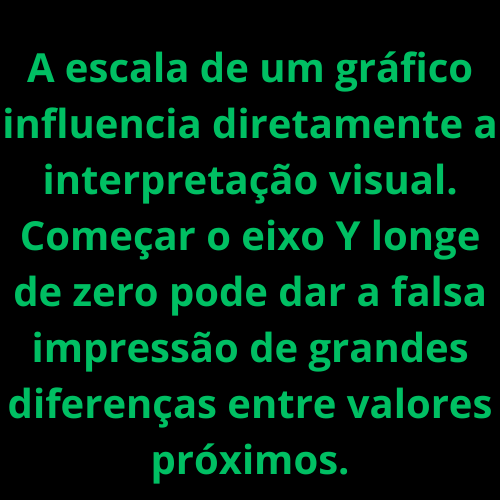 A escala de um gráfico
influencia diretamente a
interpretação visual.
Começar o eixo Y longe
de zero pode dar a falsa
impressão de grandes
diferenças entre valores
próximos.